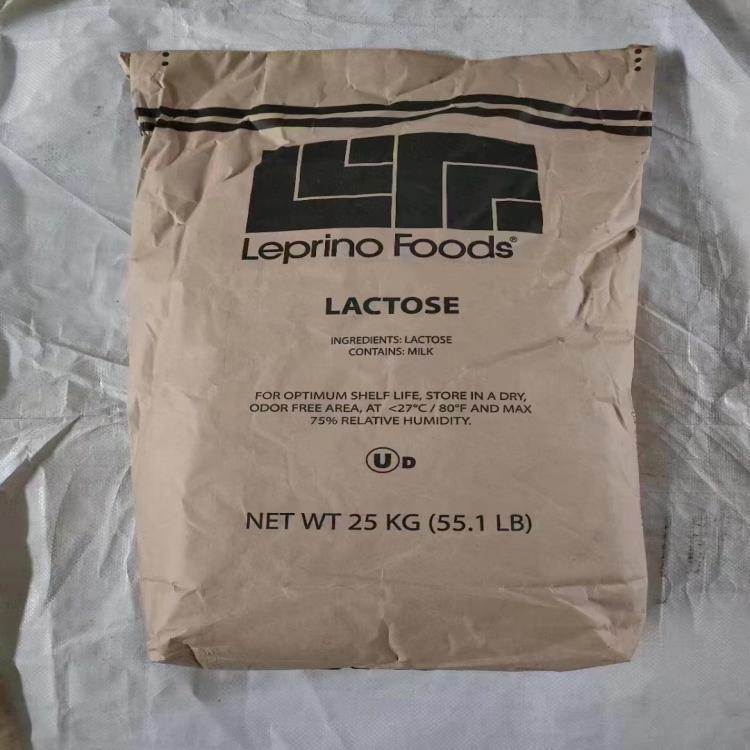 Leprino Foods®
LACTOSE
INGREDIENTS: LACTOSE
CONTAINS: MILK
FOR OPTIMUM SHELF LIFE, STORE IN A DRY,
ODOR FREE AREA, AT <27°C / 80°F AND MAX
75% RELATIVE HUMIDITY.
U D
NET WT 25 KG (55.1 LB)